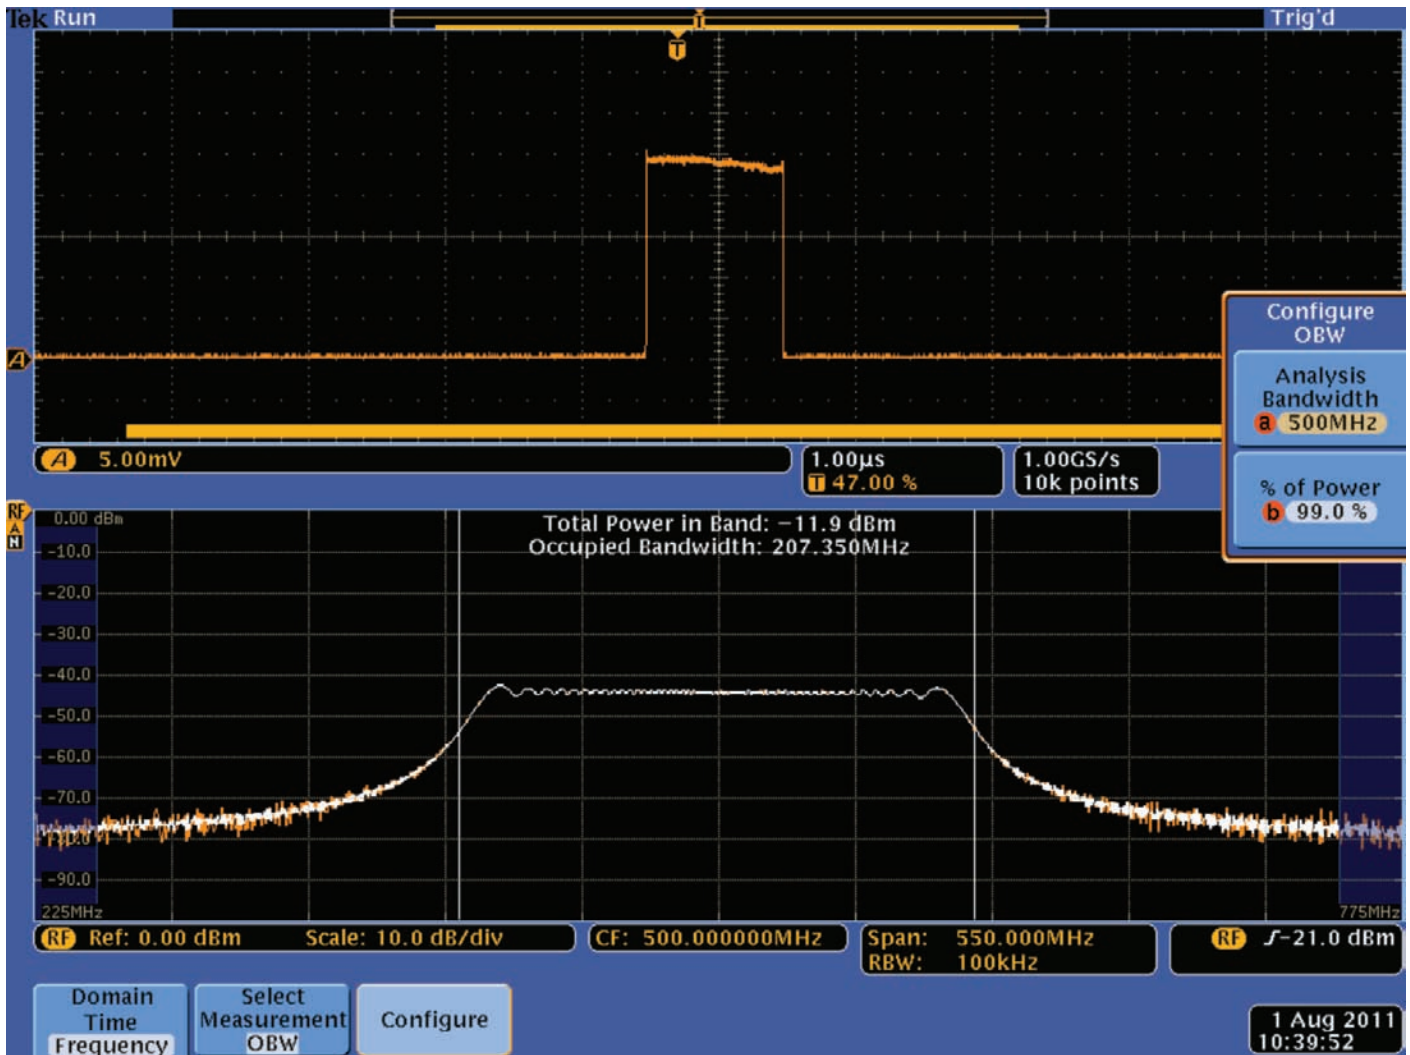 Tek Run
Trig'd
T
T
A
A 5.00mV
1.00μs
T 47.00 %
1.00GS/s
10k points
Configure
OBW
Analysis
Bandwidth
a 500MHz
% of Power
b 99.0 %
RF
A
N
0.00 dBm
-10.0
-20.0
-30.0
-40.0
-50.0
-60.0
-70.0
-80.0
-90.0
225MHz
775MHz
Total Power in Band: -11.9 dBm
Occupied Bandwidth: 207.350MHz
RF Ref: 0.00 dBm Scale: 10.0 dB/div
CF: 500.000000MHz
Span: 550.000MHz
RBW: 100kHz
RF -21.0 dBm
Domain
Time
Frequency
Select
Measurement
OBW
Configure
1 Aug 2011
10:39:52